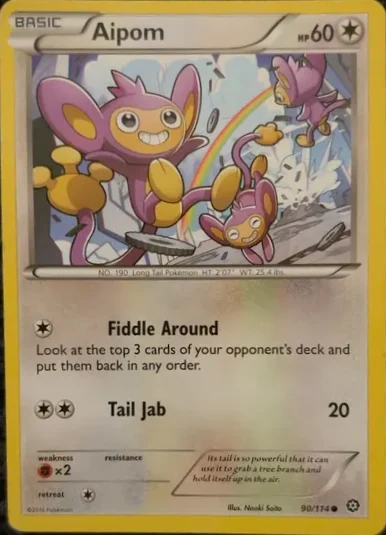 BASIC
Aipom
HP60
NO. 190 Long Tail Pokémon HT: 2'07" WT: 25.4 lbs.
Fiddle Around
Look at the top 3 cards of your opponent's deck and
put them back in any order.
Tail Jab 20
weakness resistance
×2
retreat
Its tail is so powerful that it can
use it to grab a tree branch and
hold itself up in the air.
©2016 Pokémon
Illus. Naoki Saito
90/114